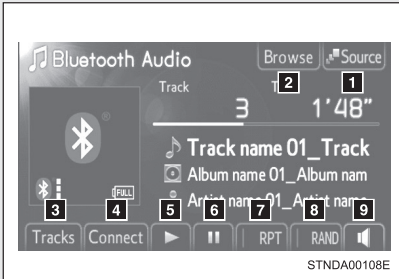 Bluetooth Audio
Browse
Source
2
1
Track
T
3
1'48"
Track name 01_Track
Album name 01_Album nam
Artist name 01_Artist name
FULL
3
4
5
6
7
8
9
Tracks
Connect
RPT
RAND
STNDA00108E